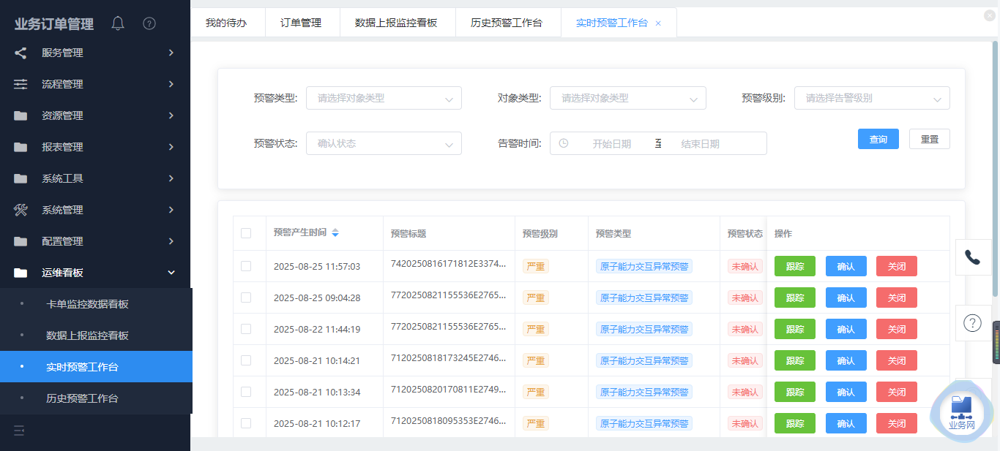 业务订单管理
服务管理
流程管理
资源管理
报表管理
系统工具
系统管理
配置管理
运维看板
卡单监控数据看板
数据上报监控看板
实时预警工作台
历史预警工作台
我的待办 订单管理 数据上报监控看板 历史预警工作台 实时预警工作台
预警类型: 请选择对象类型 对象类型: 请选择对象类型 预警级别: 请选择告警级别
预警状态: 确认状态 告警时间: 开始日期 至 结束日期 查询 重置
预警产生时间 预警标题 预警级别 预警类型 预警状态 操作
2025-08-25 11:57:03 7420250816171812E3374... 严重 原子能力交互异常预警 未确认 跟踪 确认 关闭
2025-08-25 09:04:28 7720250821155536E2765... 严重 原子能力交互异常预警 未确认 跟踪 确认 关闭
2025-08-22 11:44:19 7720250821155536E2765... 严重 原子能力交互异常预警 未确认 跟踪 确认 关闭
2025-08-21 10:14:21 7120250818173245E2746... 严重 原子能力交互异常预警 未确认 跟踪 确认 关闭
2025-08-21 10:13:34 7120250820170811E2749... 严重 原子能力交互异常预警 未确认 跟踪 确认 关闭
2025-08-21 10:12:17 7120250818095353E2746... 严重 原子能力交互异常预警 未确认 跟踪 确认 关闭
业务网